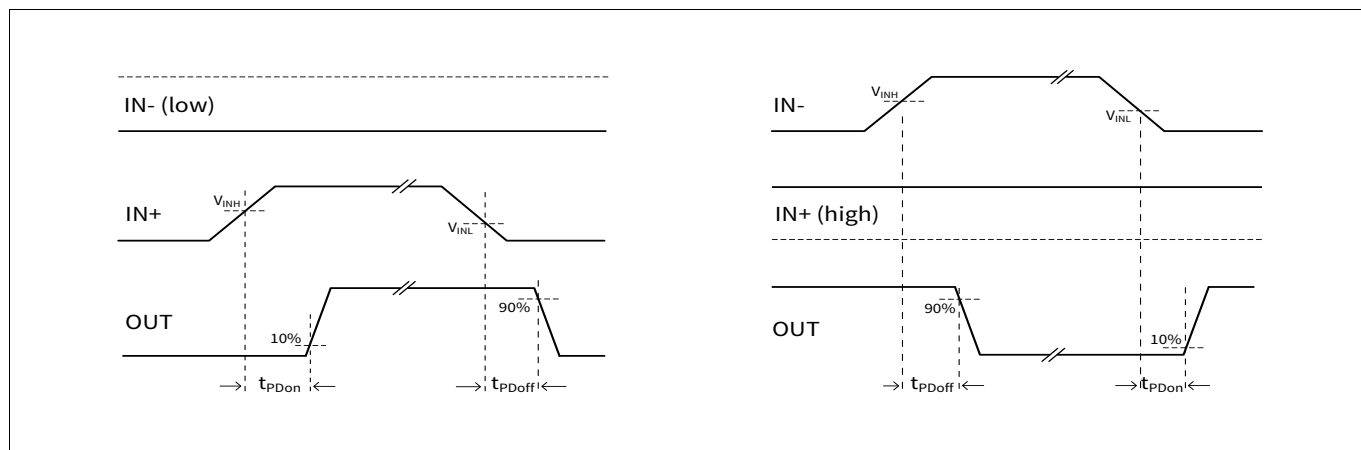 IN- (low)
V_INH
IN+
V_INL
OUT
10%
90%
t_PDon
t_PDoff
V_INH
IN-
V_INL
IN+ (high)
OUT
90%
10%
t_PDoff
t_PDon